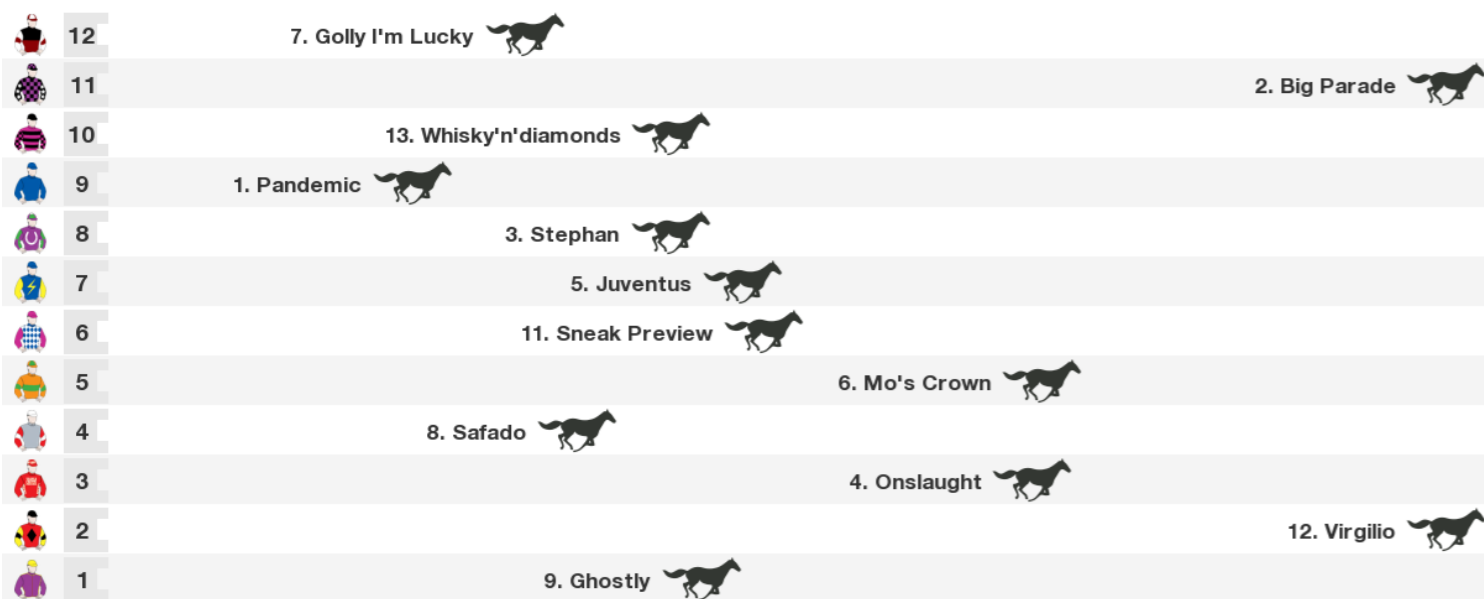 12 7. Golly I'm Lucky
11 2. Big Parade
10 13. Whisky'n'diamonds
9 1. Pandemic
8 3. Stephan
7 5. Juventus
6 11. Sneak Preview
5 6. Mo's Crown
4 8. Safado
3 4. Onslaught
2 12. Virgilio
1 9. Ghostly